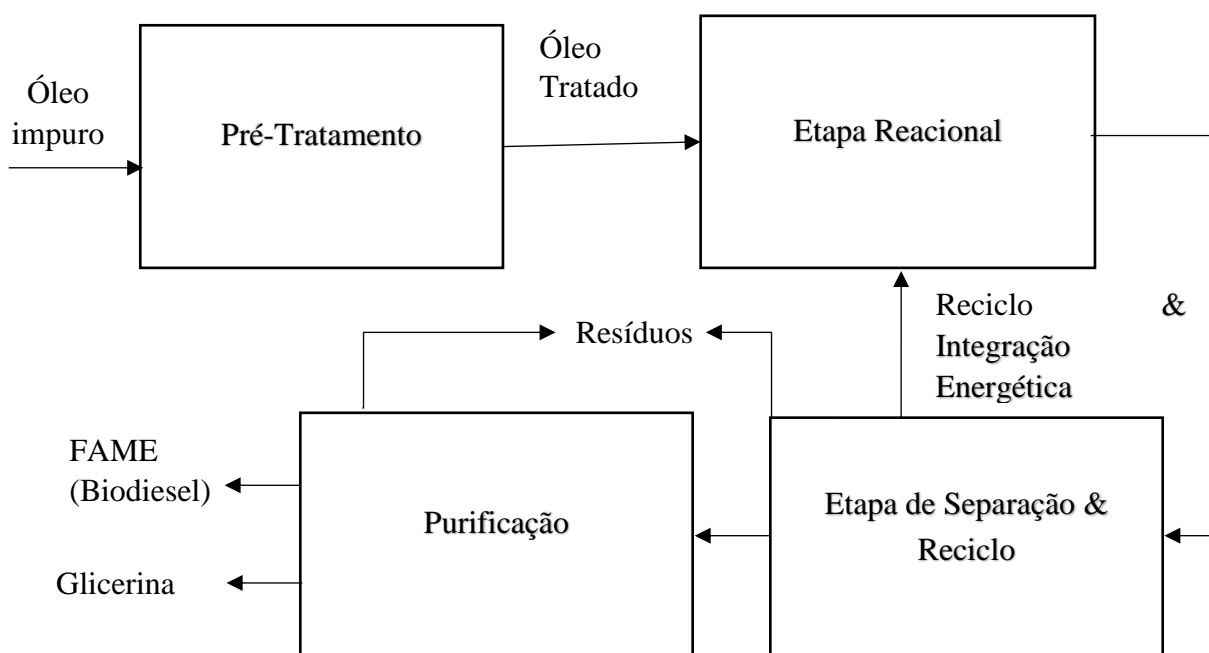 Óleo
impuro
Pré-Tratamento
Óleo
Tratado
Etapa Reacional
Reciclo &
Integração
Energética
Resíduos
FAME
(Biodiesel)
Glicerina
Purificação
Etapa de Separação &
Reciclo